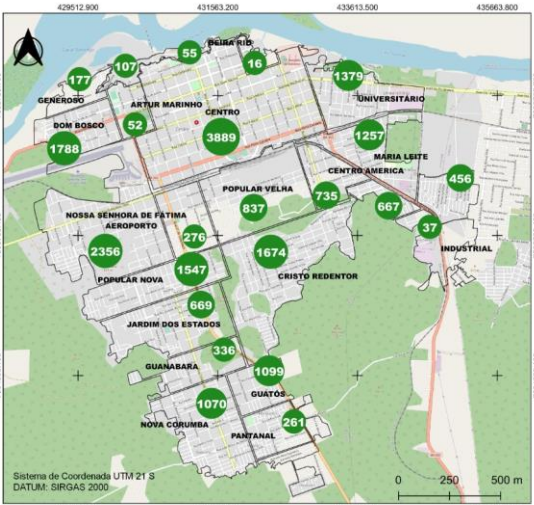 429512.900 431563.200 433613.500 435663.800
BEIRA RIO
55
107
16
177
1379
GENEROSO
ARTUR MARINHO
UNIVERSITÁRIO
CENTRO
DOM BOSCO
52
3889
1257
1788
MARIA LEITE
CENTRO AMERICA
456
POPULAR VELHA
735
837
667
NOSSA SENHORA DE FÁTIMA
AEROPORTO
37
276
2356
1674
INDUSTRIAL
1547
CRISTO REDENTOR
POPULAR NOVA
669
JARDIM DOS ESTADOS
336
GUANABARA
1099
GUATÓS
1070
261
NOVA CORUMBA
PANTANAL
Sistema de Coordenada UTM 21 S
DATUM: SIRGAS 2000
0 250 500 m